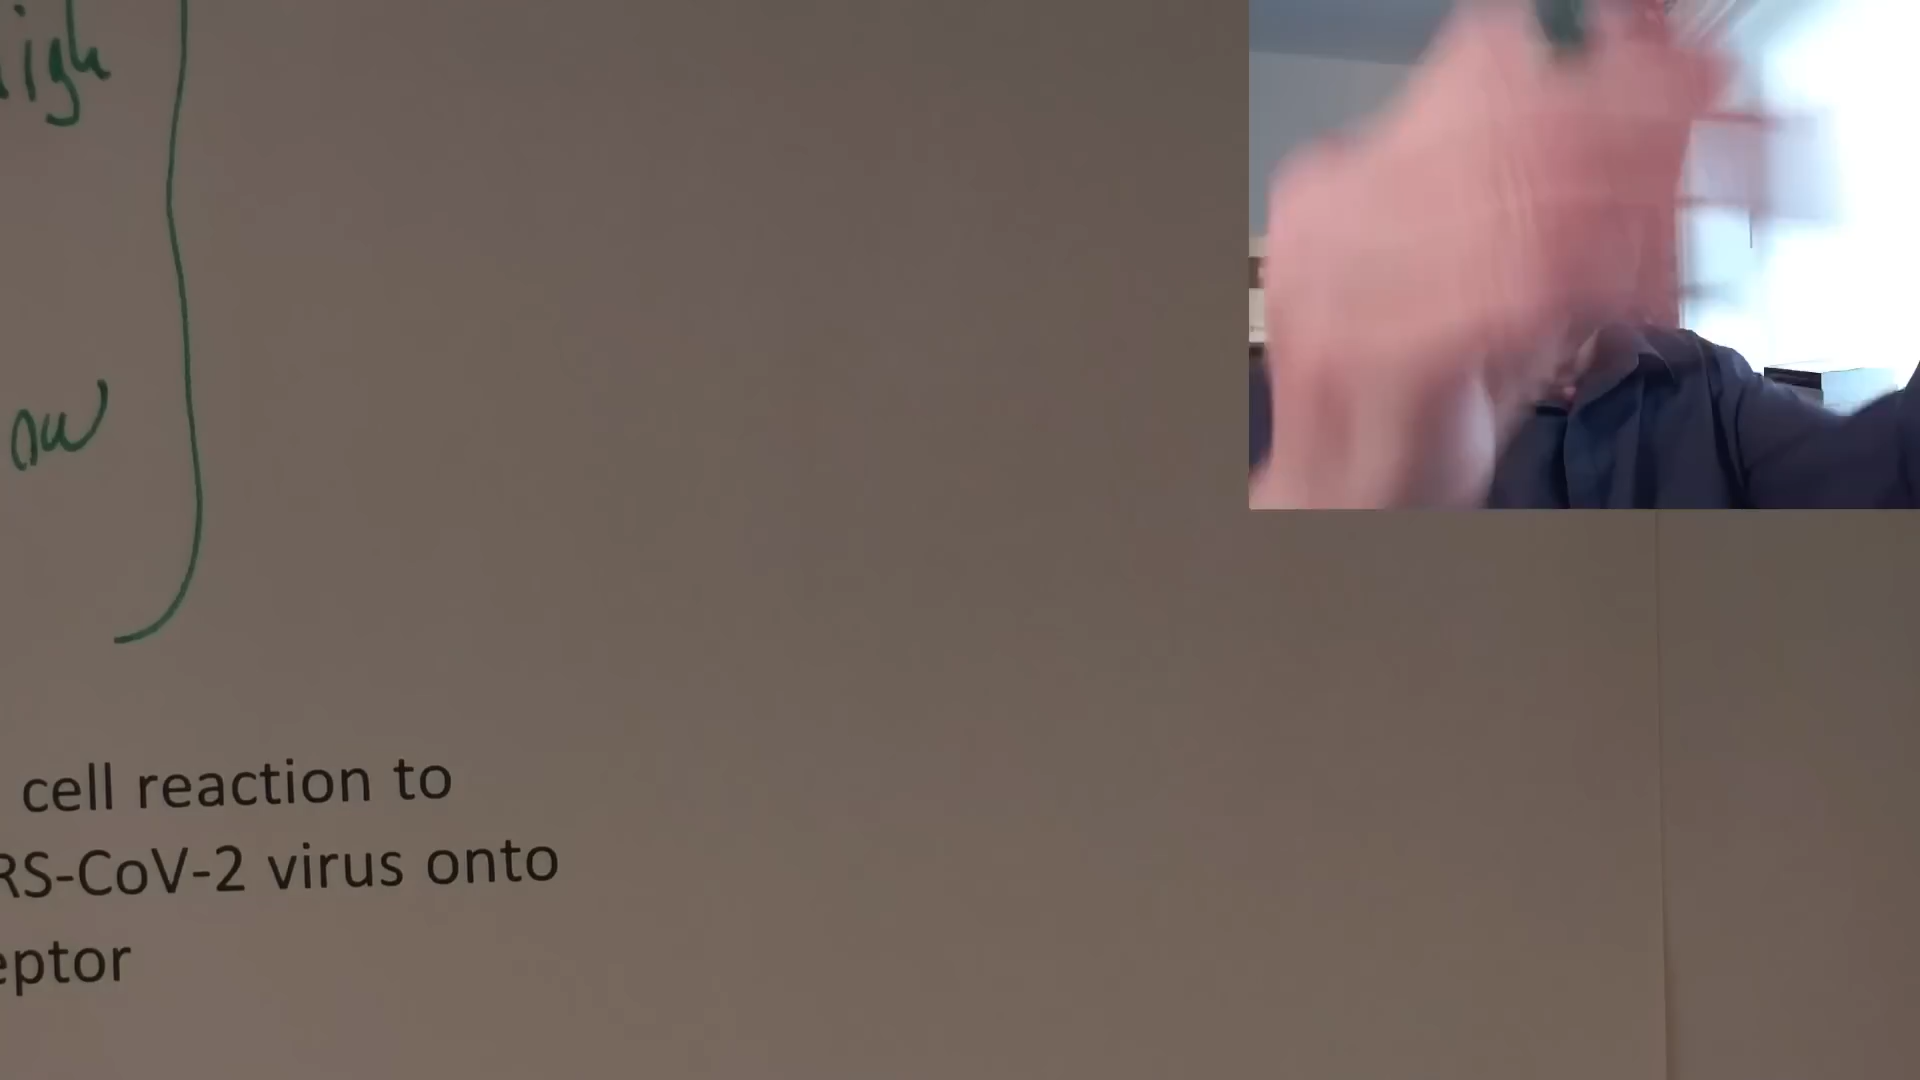 igh
ow
cell reaction to
RS-CoV-2 virus onto
eptor